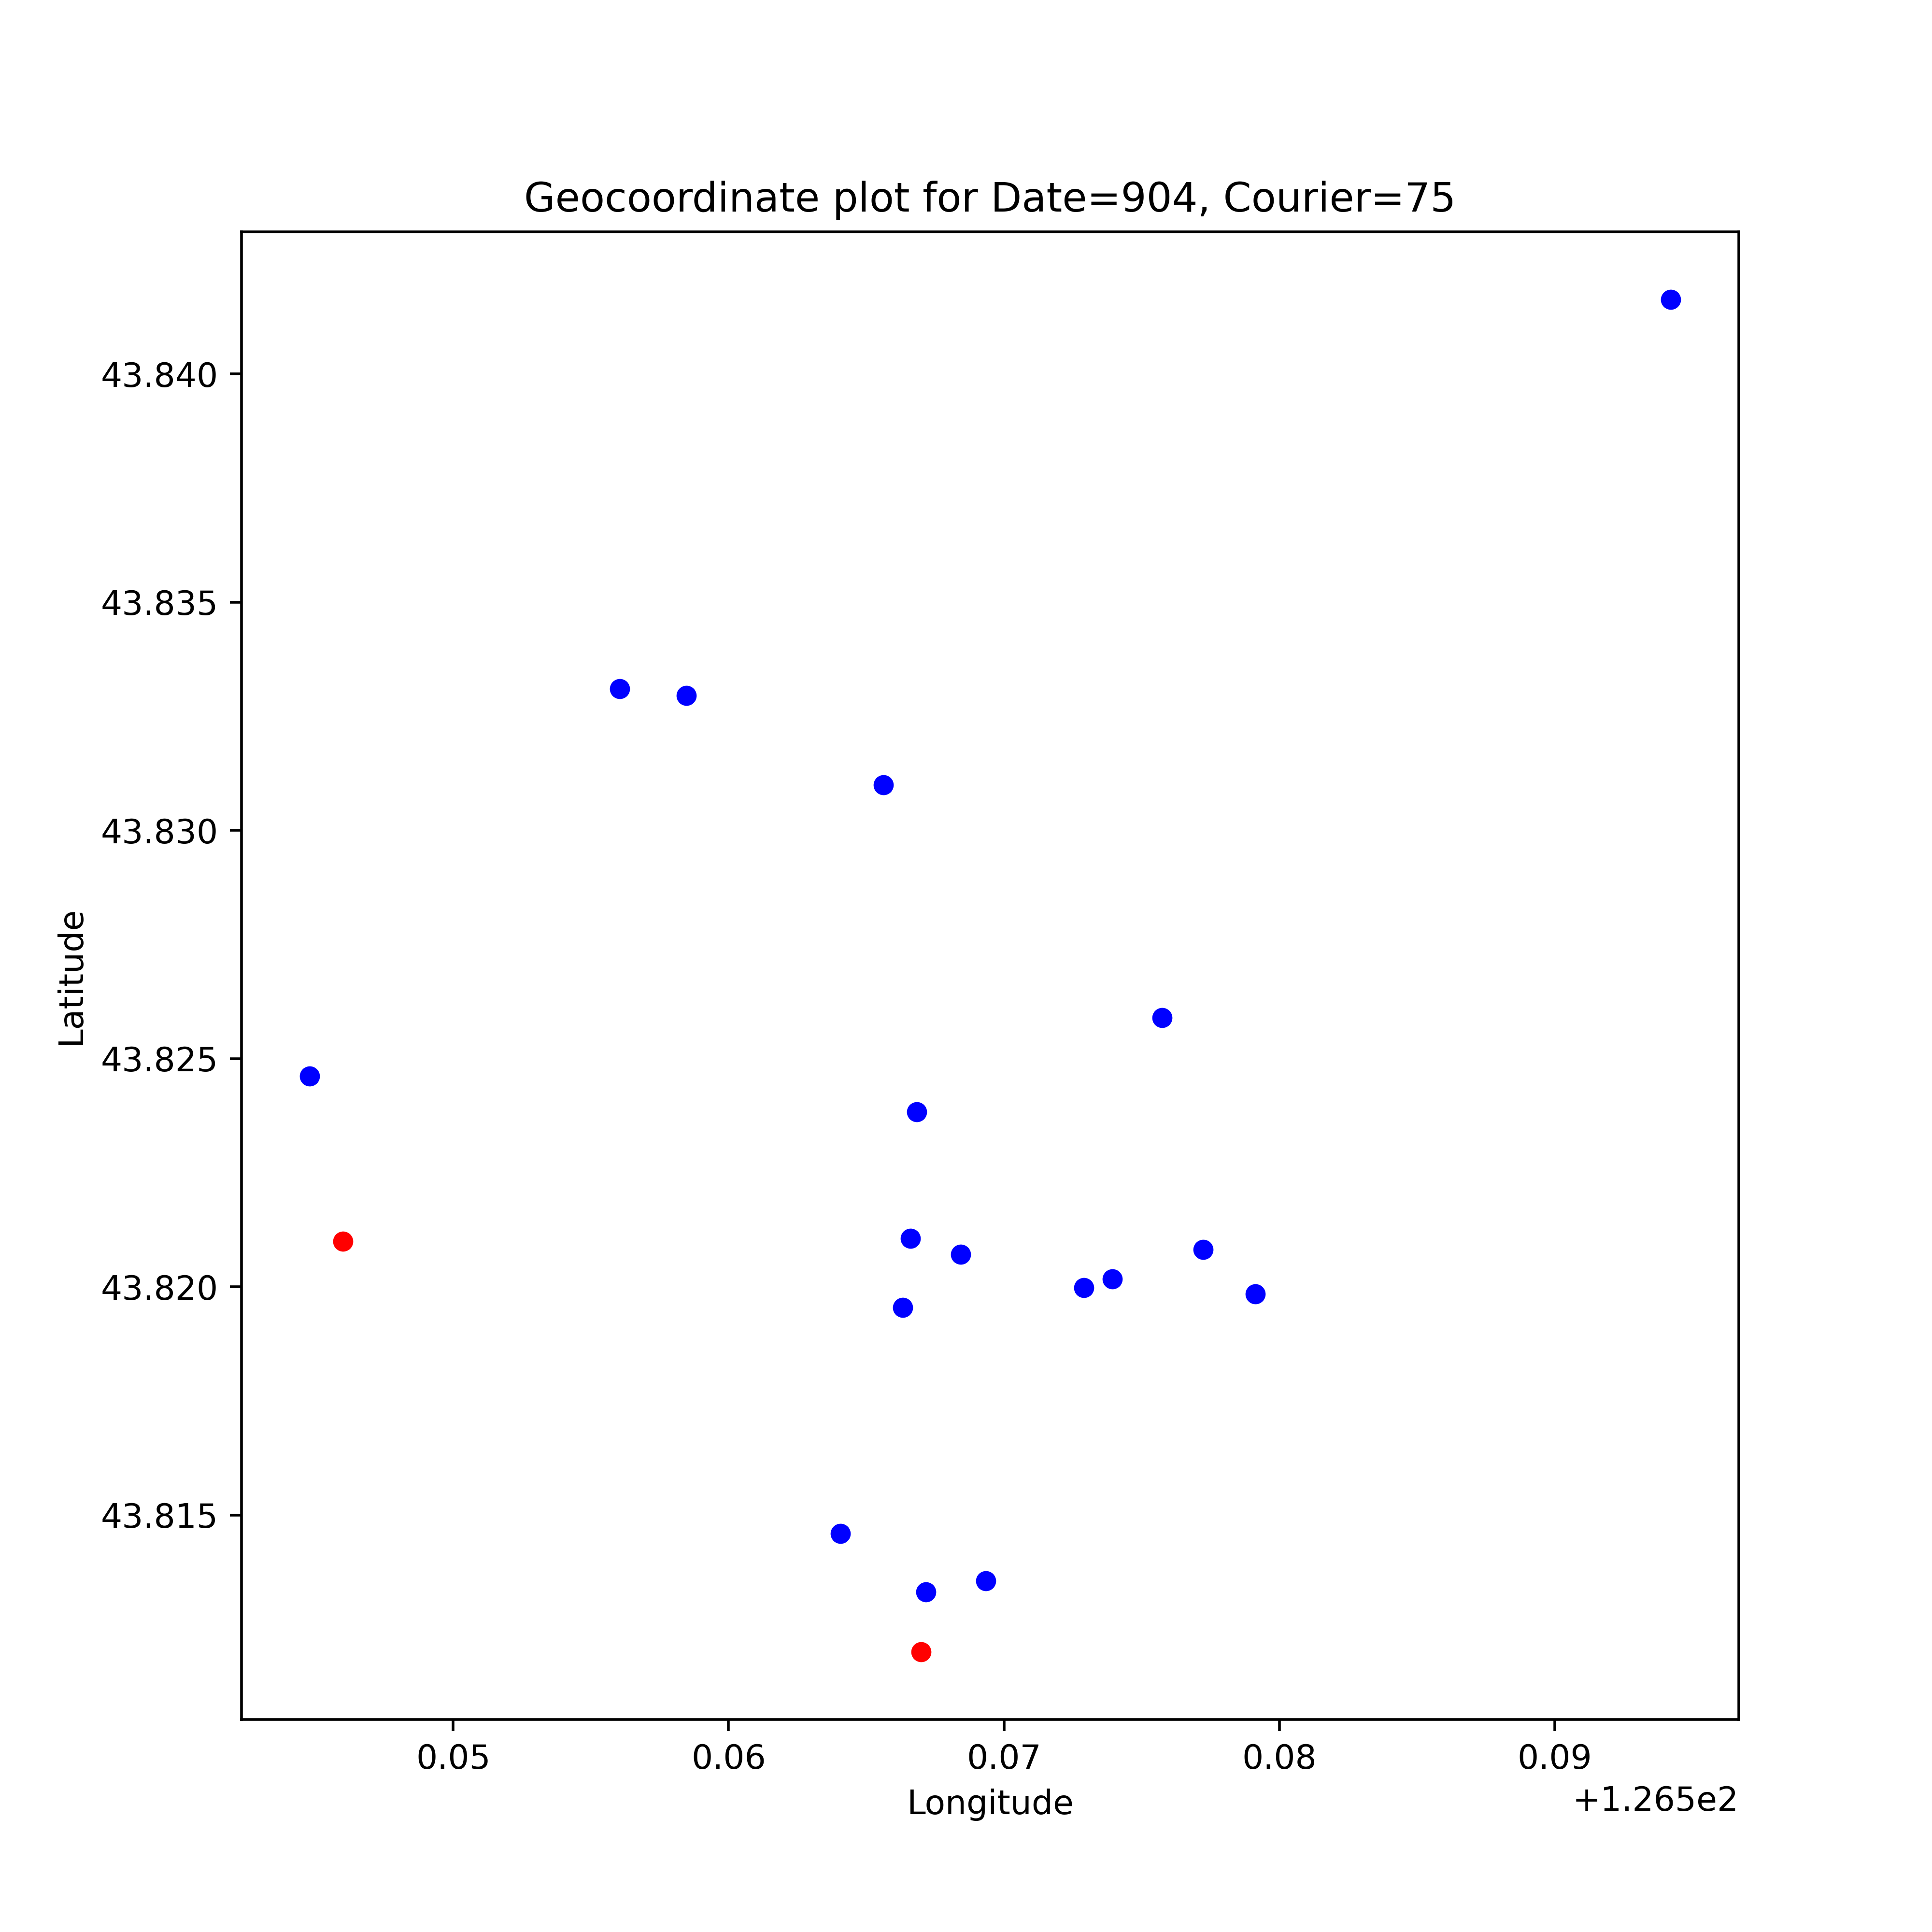 Geocoordinate plot for Date=904, Courier=75
43.840
43.835
43.830
43.825
43.820
43.815
Latitude
0.05 0.06 0.07 0.08 0.09
+1.265e2
Longitude